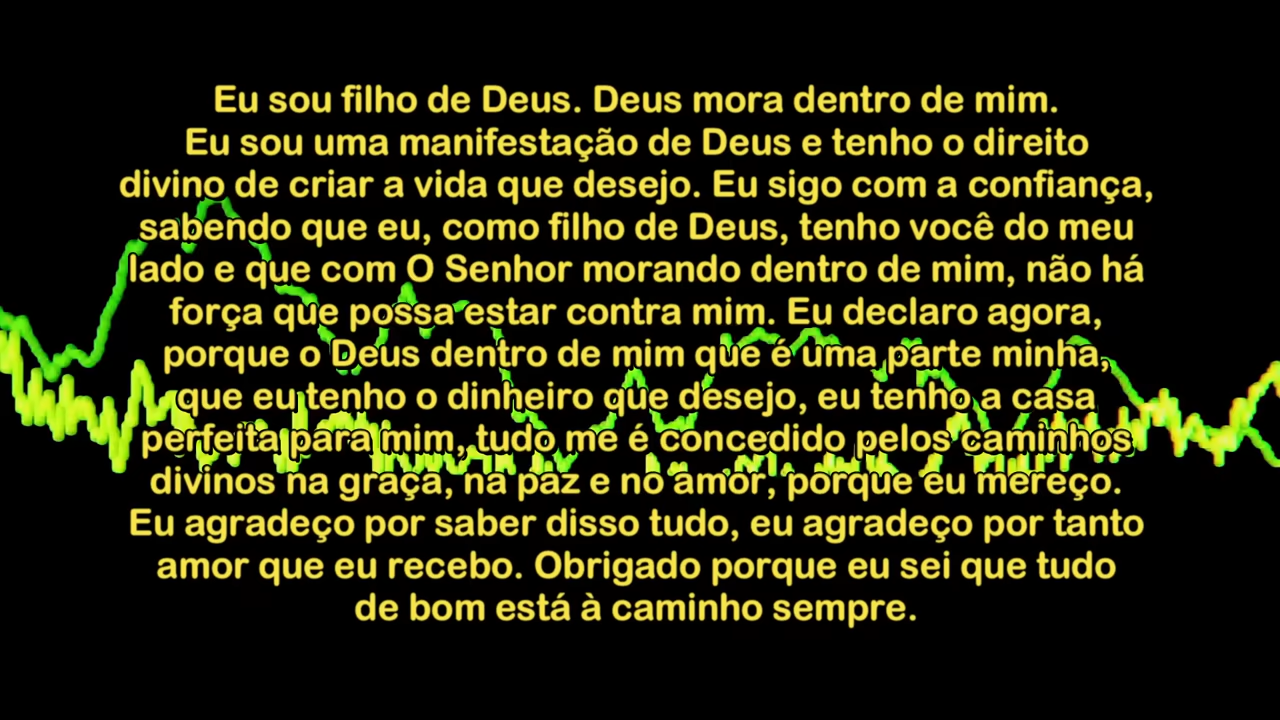 Eu sou filho de Deus. Deus mora dentro de mim.
Eu sou uma manifestação de Deus e tenho o direito
divino de criar a vida que desejo. Eu sigo com a confiança,
sabendo que eu, como filho de Deus, tenho você do meu
lado e que com O Senhor morando dentro de mim, não há
força que possa estar contra mim. Eu declaro agora,
porque o Deus dentro de mim que é uma parte minha,
que eu tenho o dinheiro que desejo, eu tenho a casa
perfeita para mim, tudo me é concedido pelos caminhos
divinos na graça, na paz e no amor, porque eu mereço.
Eu agradeço por saber disso tudo, eu agradeço por tanto
amor que eu recebo. Obrigado porque eu sei que tudo
de bom está à caminho sempre.